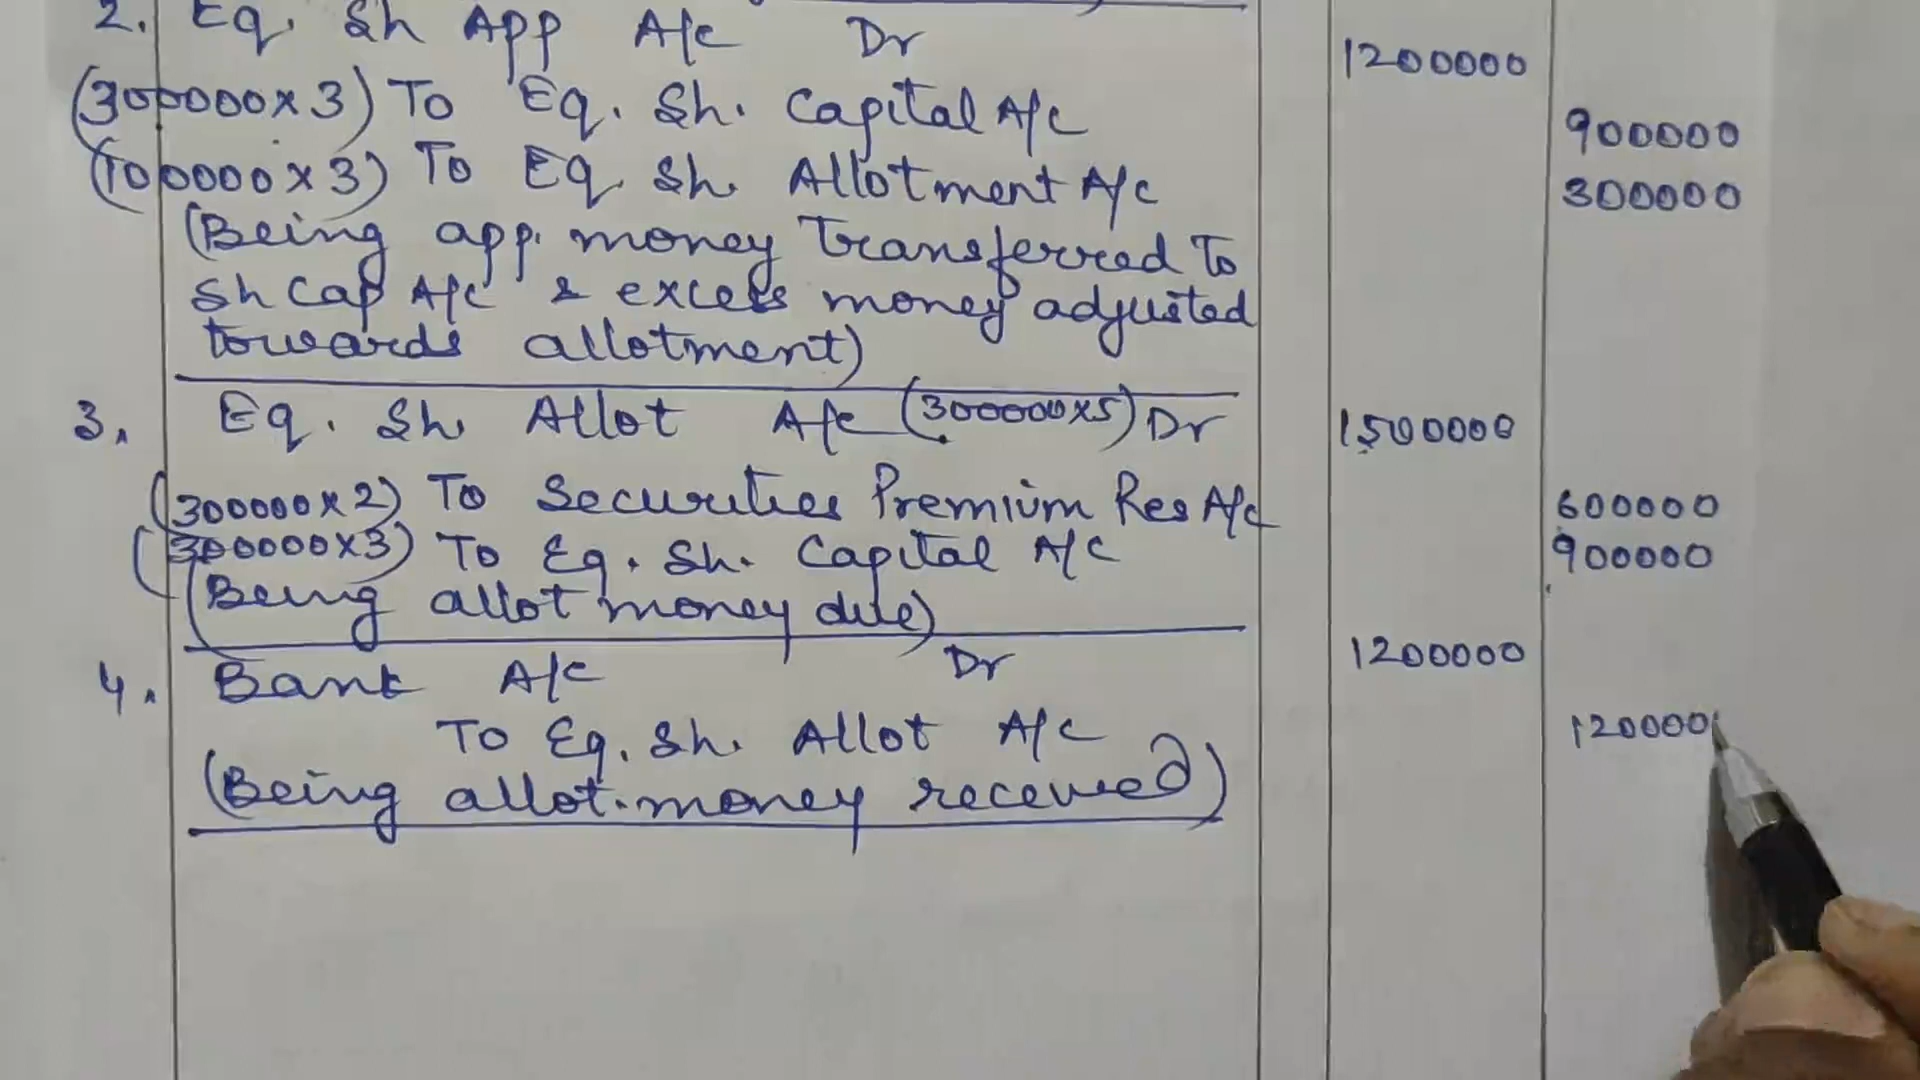 2. Eq. Sh App A/c Dr 1200000
(300000x3) To Eq. Sh. Capital A/c 900000
(100000x3) To Eq Sh. Allotment A/c 300000
(Being app. money transferred to
Sh Cap A/c & excess money adjusted
towards allotment)
3. Eq. Sh. Allot A/c (300000x5) Dr 1500000
(300000x2) To Securities Premium Res A/c 600000
(300000x3) To Eq. Sh. Capital A/c 900000
(Being allot money due)
4. Bank A/c Dr 1200000
To Eq. Sh. Allot A/c 120000
(Being allot. money received)